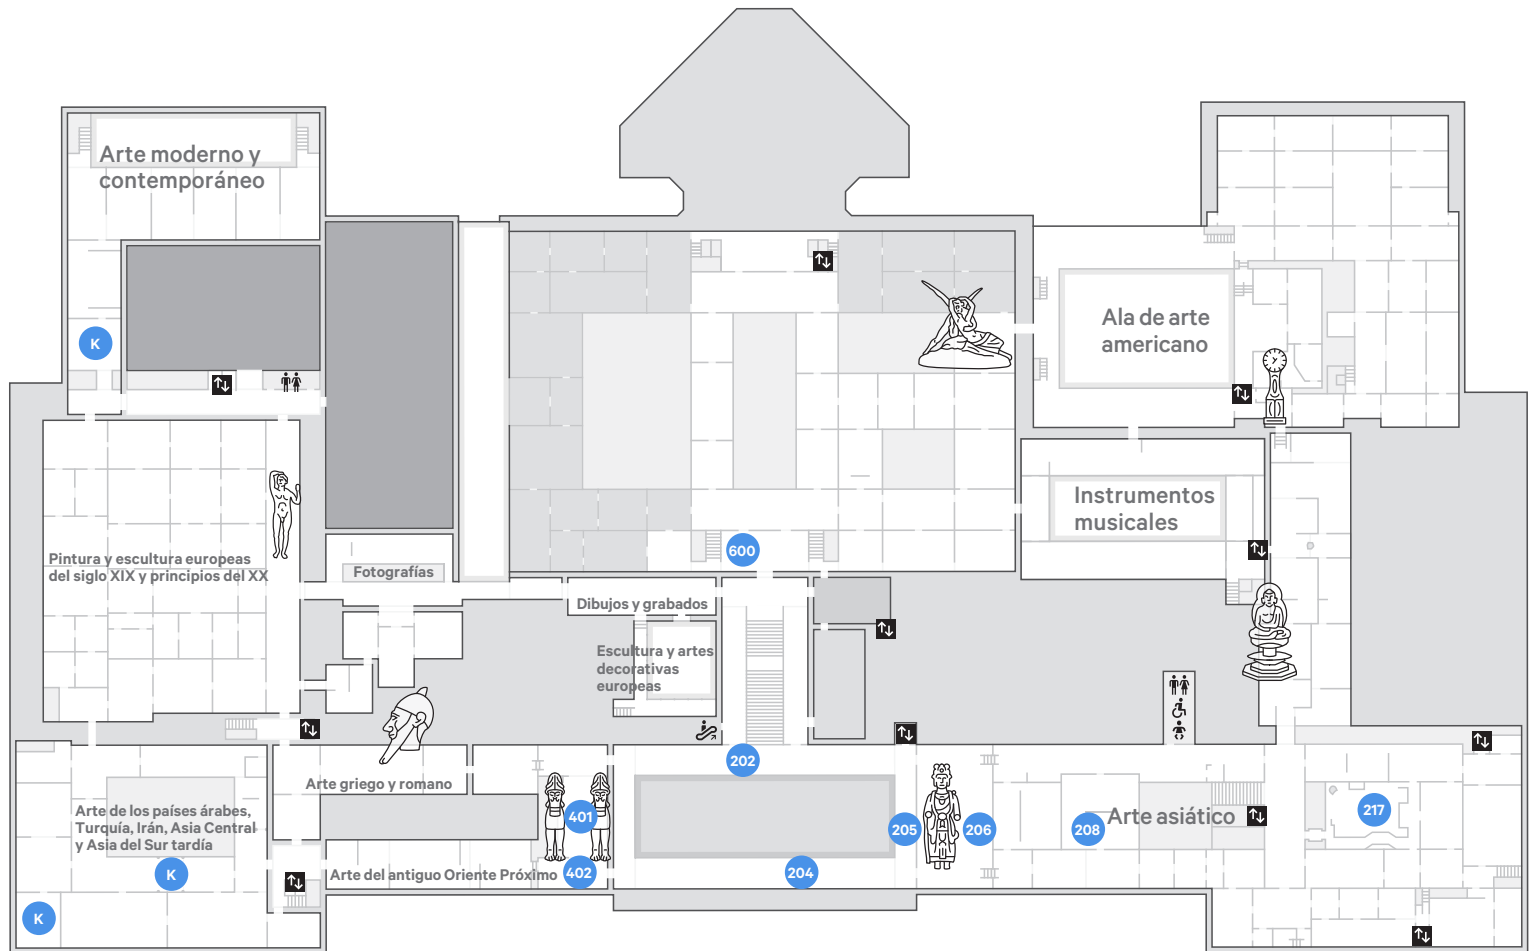 Arte moderno y
contemporáneo
K
Ala de arte
americano
Instrumentos
musicales
600
Pintura y escultura europeas
del siglo XIX y principios del XX
Fotografías
Dibujos y grabados
Escultura y artes
decorativas
europeas
202
Arte griego y romano
Arte de los países árabes,
Turquía, Irán, Asia Central
y Asia del Sur tardía
K
K
401
Arte del antiguo Oriente Próximo
402
204
205
206
208
Arte asiático
217